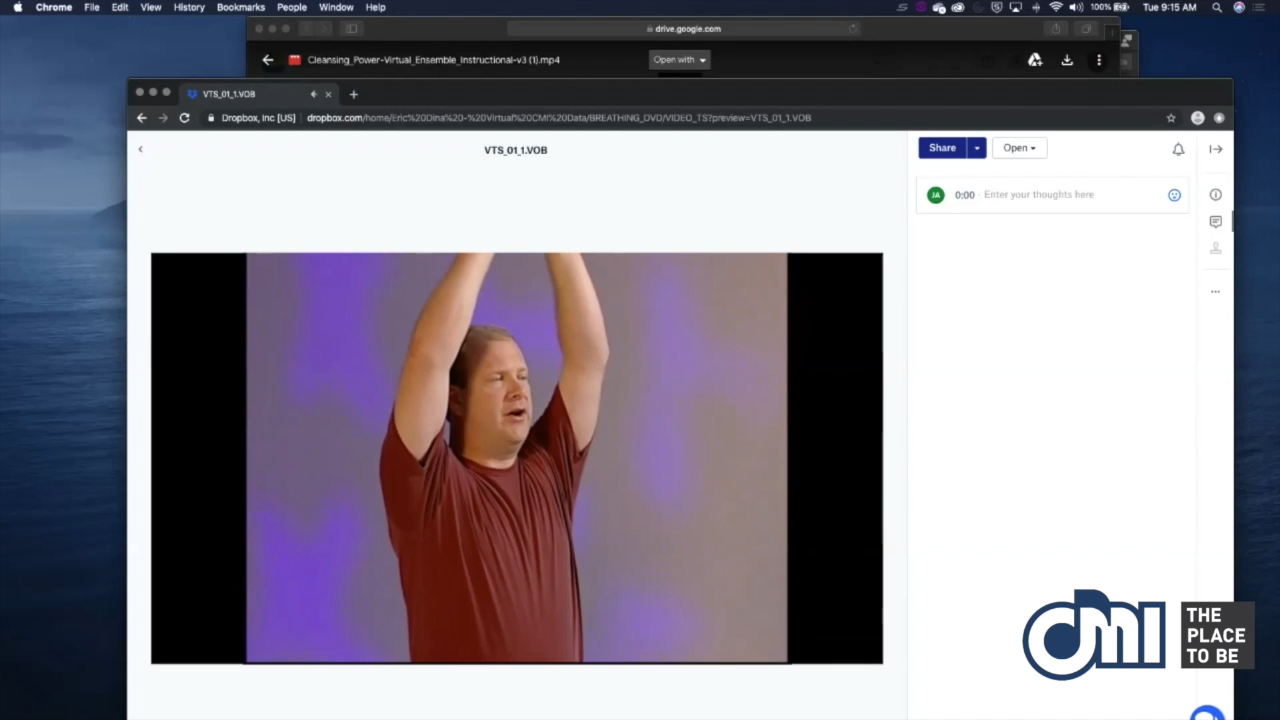 Chrome File Edit View History Bookmarks People Window Help
100% Tue 9:15 AM
drive.google.com
Cleansing_Power-Virtual_Ensemble_Instructional-v3 (1).mp4
Open with
VTS_01_1.VOB
Dropbox, Inc [US] dropbox.com/home/Eric%20Dina%20-%20Virtual%20CMI%20Data/BREATHING_DVD/VIDEO_TS?preview=VTS_01_1.VOB
VTS_01_1.VOB
Share
Open
JA 0:00 Enter your thoughts here
cmi
THE
PLACE
TO BE